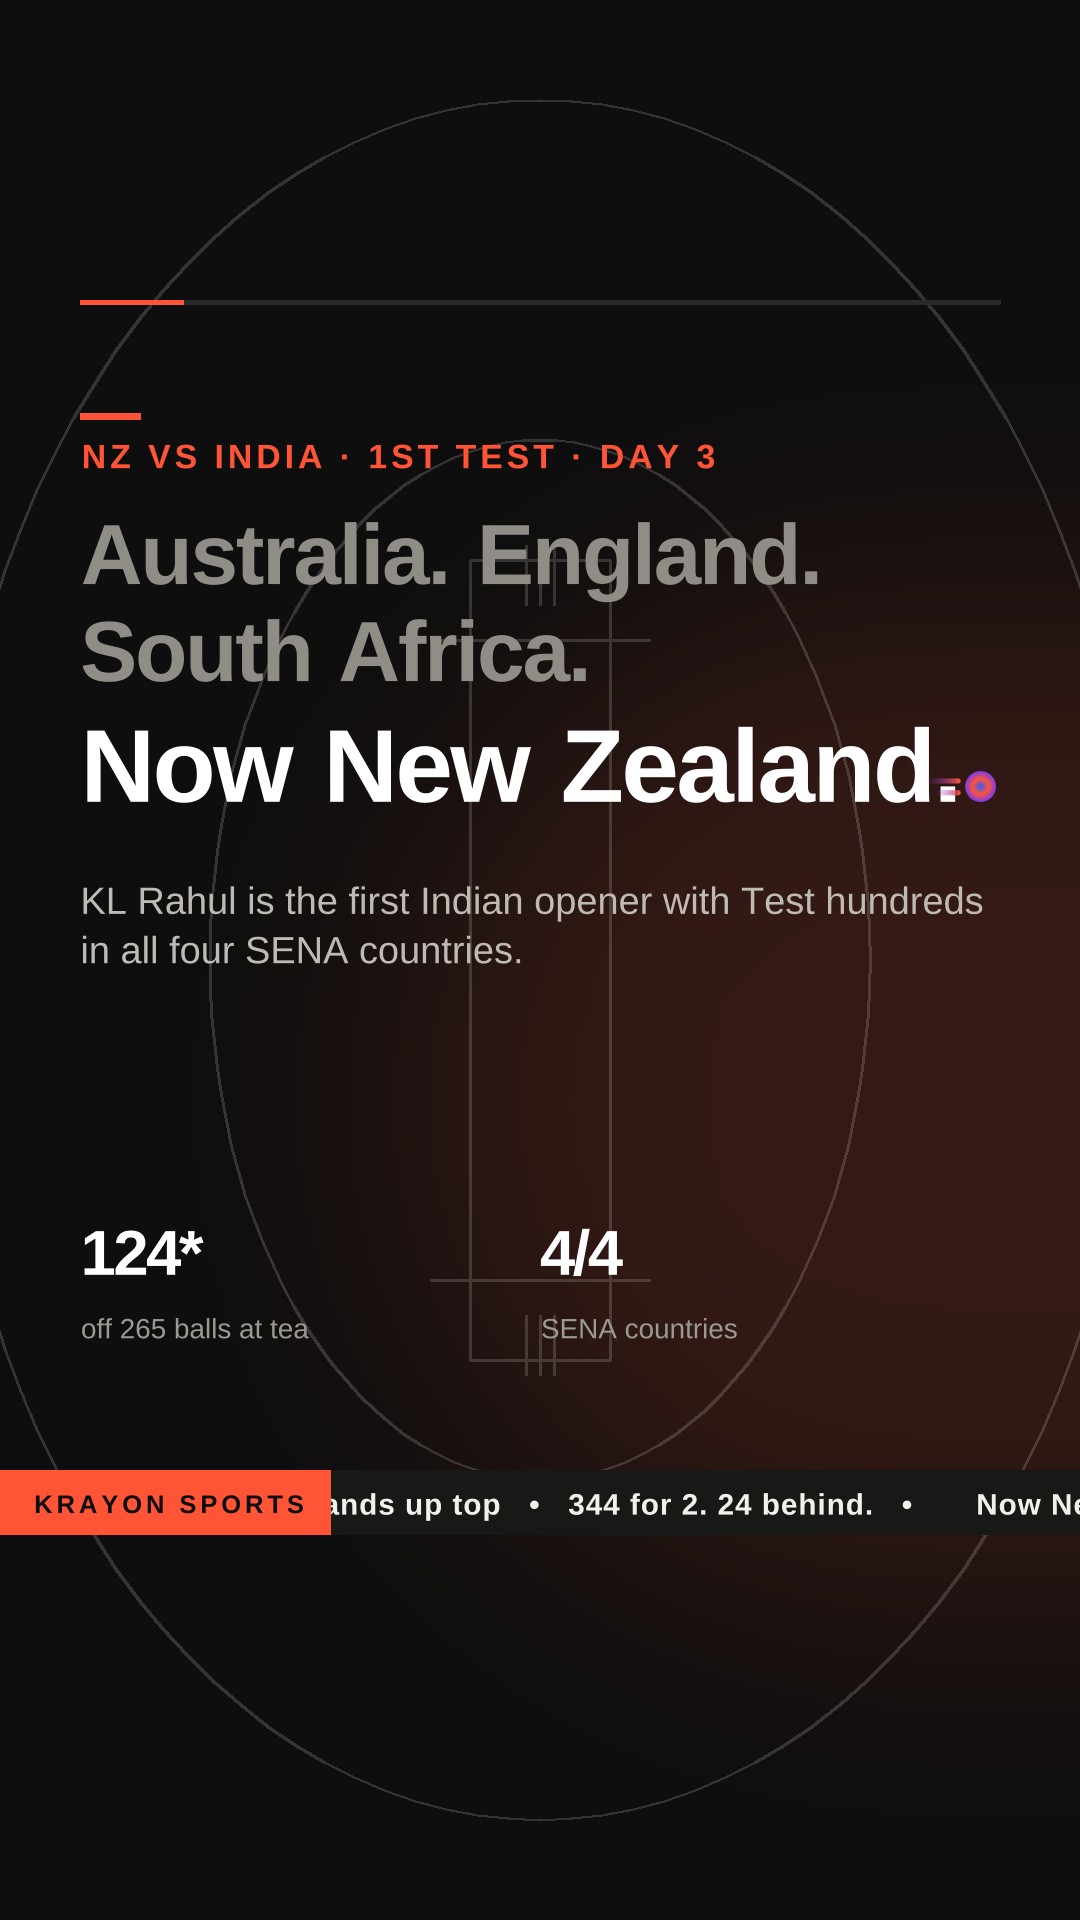 NZ VS INDIA · 1ST TEST · DAY 3
Australia. England.
South Africa.
Now New Zealand.
KL Rahul is the first Indian opener with Test hundreds
in all four SENA countries.
124*
4/4
off 265 balls at tea
SENA countries
KRAYON SPORTS
ands up top • 344 for 2. 24 behind. • Now Ne